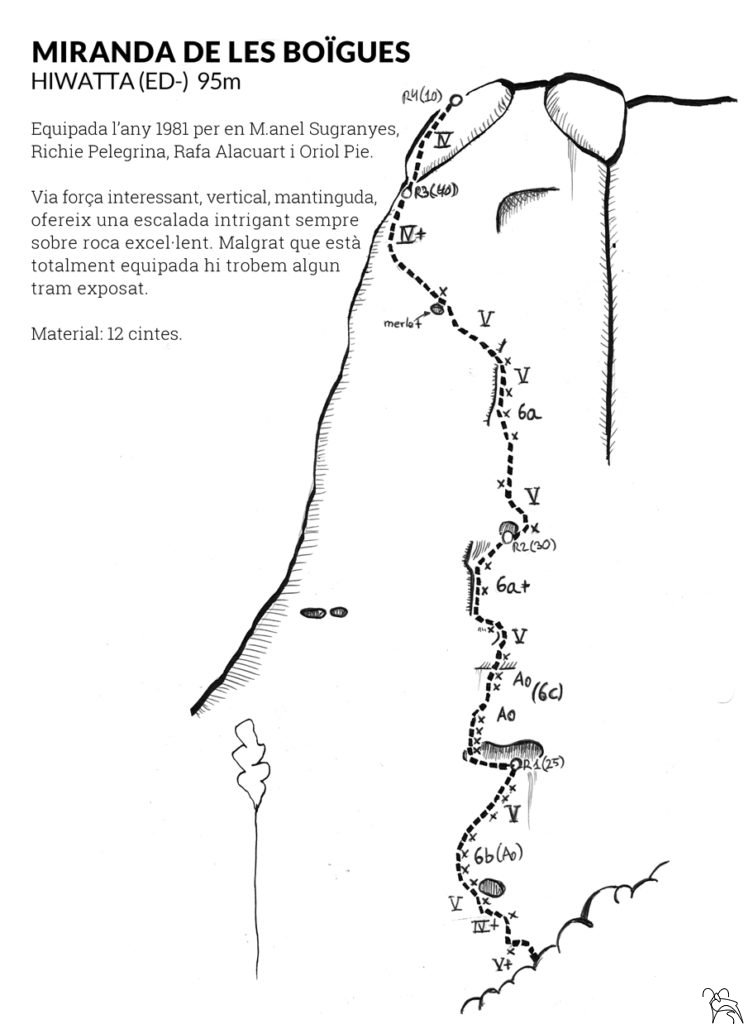 MIRANDA DE LES BOÏGUES
HIWATTA (ED-) 95m
Equipada l'any 1981 per en M.anel Sugranyes,
Richie Pelegrina, Rafa Alacuart i Oriol Pie.
Via força interessant, vertical, mantinguda,
ofereix una escalada intrigant sempre
sobre roca excel·lent. Malgrat que està
totalment equipada hi trobem algun
tram exposat.
Material: 12 cintes.
R4(10)
IV
R3(40)
IV+
merlet
V
V
6a
V
R2(30)
6a+
V
A0
(6c)
A0
R1(25)
V
6b(A0)
V
IV+
V+